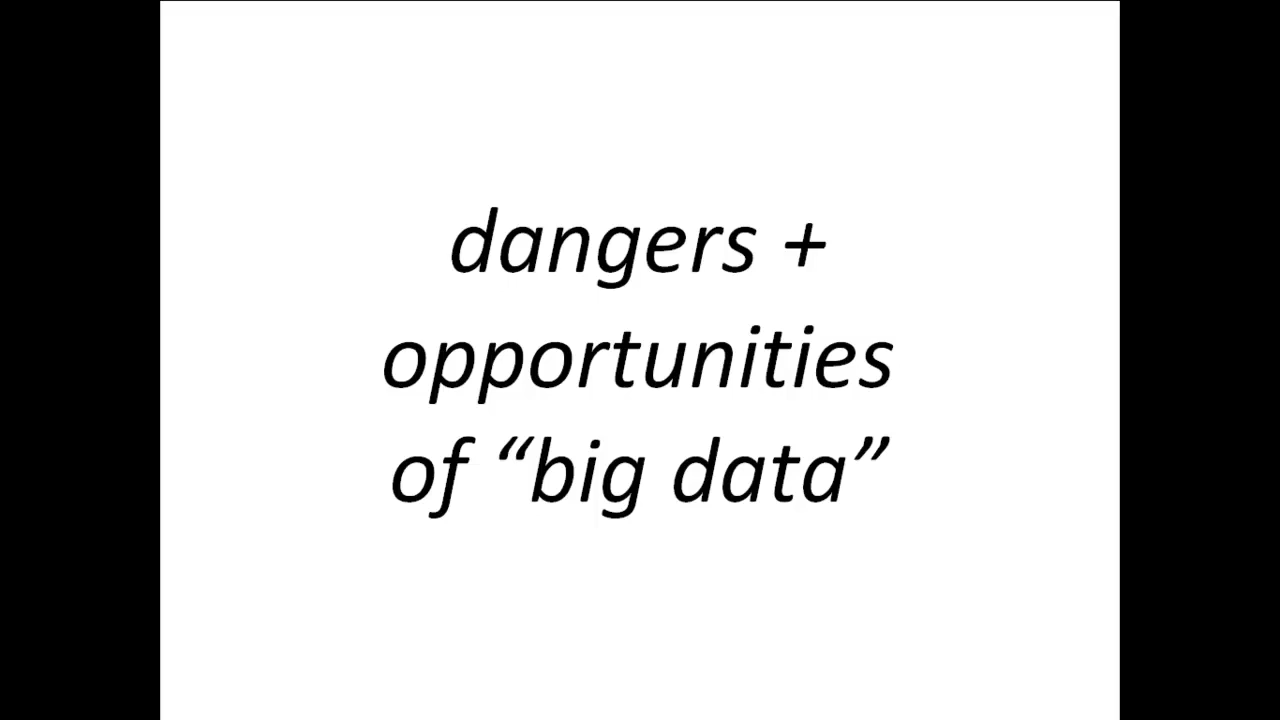 dangers +
opportunities
of “big data”